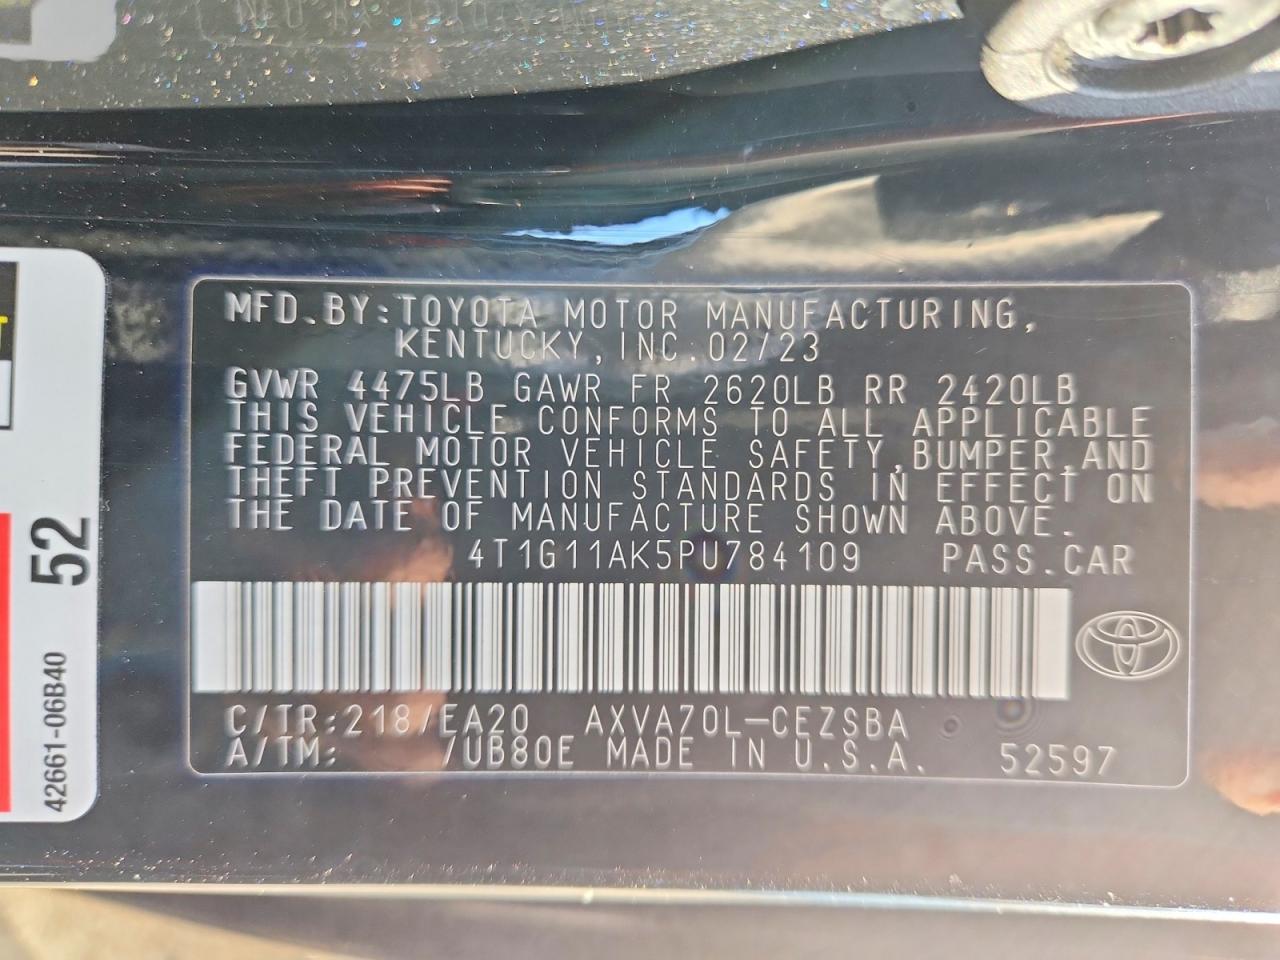 MFD.BY:TOYOTA MOTOR MANUFACTURING,
KENTUCKY,INC.02/23
GVWR 4475LB GAWR FR 2620LB RR 2420LB
THIS VEHICLE CONFORMS TO ALL APPLICABLE
FEDERAL MOTOR VEHICLE SAFETY,BUMPER,AND
THEFT PREVENTION STANDARDS IN EFFECT ON
THE DATE OF MANUFACTURE SHOWN ABOVE.
4T1G11AK5PU784109 PASS.CAR
C/TR:218/EA20 AXVA70L-CEZSBA
A/TM: /UB80E MADE IN U.S.A. 52597
52
42661-06B40